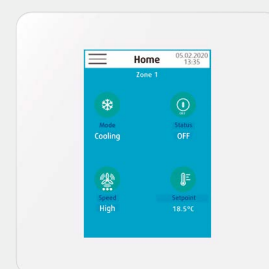 Home
05.02.2020
13:35
Zone 1
Mode
Status
Cooling
OFF
Speed
Setpoint
High
18.5°C